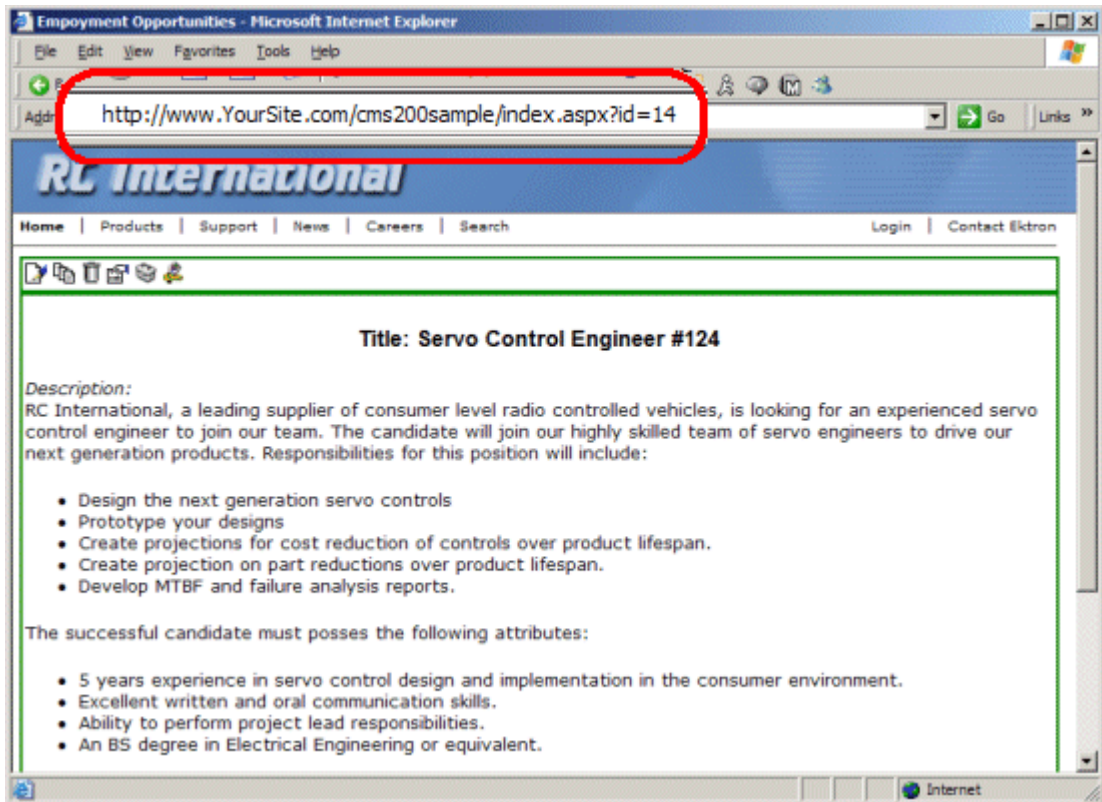 Empoyment Opportunities - Microsoft Internet Explorer
File Edit View Favorites Tools Help
http://www.YourSite.com/cms200sample/index.aspx?id=14
Go Links »
RC International
Home | Products | Support | News | Careers | Search Login | Contact Ektron
Title: Servo Control Engineer #124
Description:
RC International, a leading supplier of consumer level radio controlled vehicles, is looking for an experienced servo
control engineer to join our team. The candidate will join our highly skilled team of servo engineers to drive our
next generation products. Responsibilities for this position will include:
• Design the next generation servo controls
• Prototype your designs
• Create projections for cost reduction of controls over product lifespan.
• Create projection on part reductions over product lifespan.
• Develop MTBF and failure analysis reports.
The successful candidate must posses the following attributes:
• 5 years experience in servo control design and implementation in the consumer environment.
• Excellent written and oral communication skills.
• Ability to perform project lead responsibilities.
• An BS degree in Electrical Engineering or equivalent.
Internet